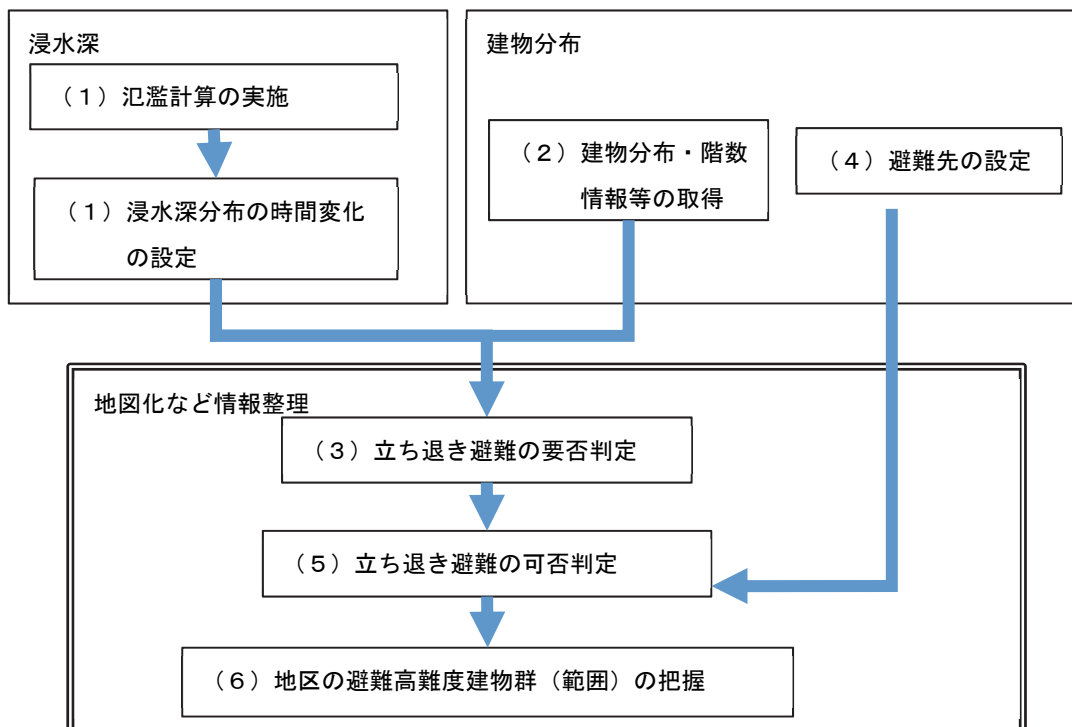 浸水深
（１）氾濫計算の実施
（１）浸水深分布の時間変化
の設定
建物分布
（２）建物分布・階数
情報等の取得
（４）避難先の設定
地図化など情報整理
（３）立ち退き避難の要否判定
（５）立ち退き避難の可否判定
（６）地区の避難高難度建物群（範囲）の把握